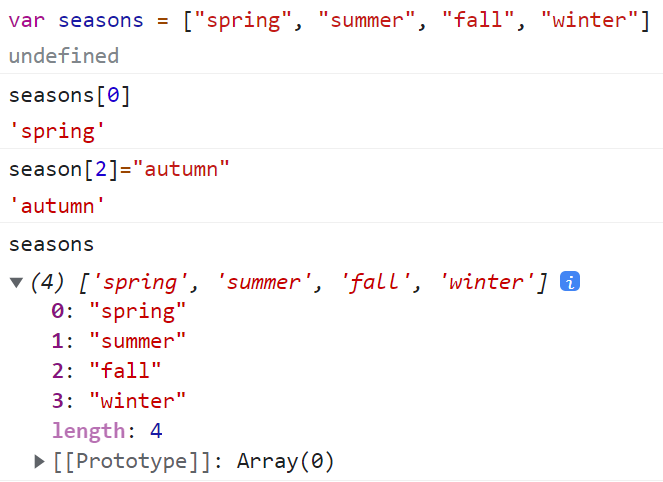 var seasons = ["spring", "summer", "fall", "winter"]
undefined
seasons[0]
'spring'
season[2]="autumn"
'autumn'
seasons
▼ (4) ['spring', 'summer', 'fall', 'winter'] i
0: "spring"
1: "summer"
2: "fall"
3: "winter"
length: 4
▶ [[Prototype]]: Array(0)